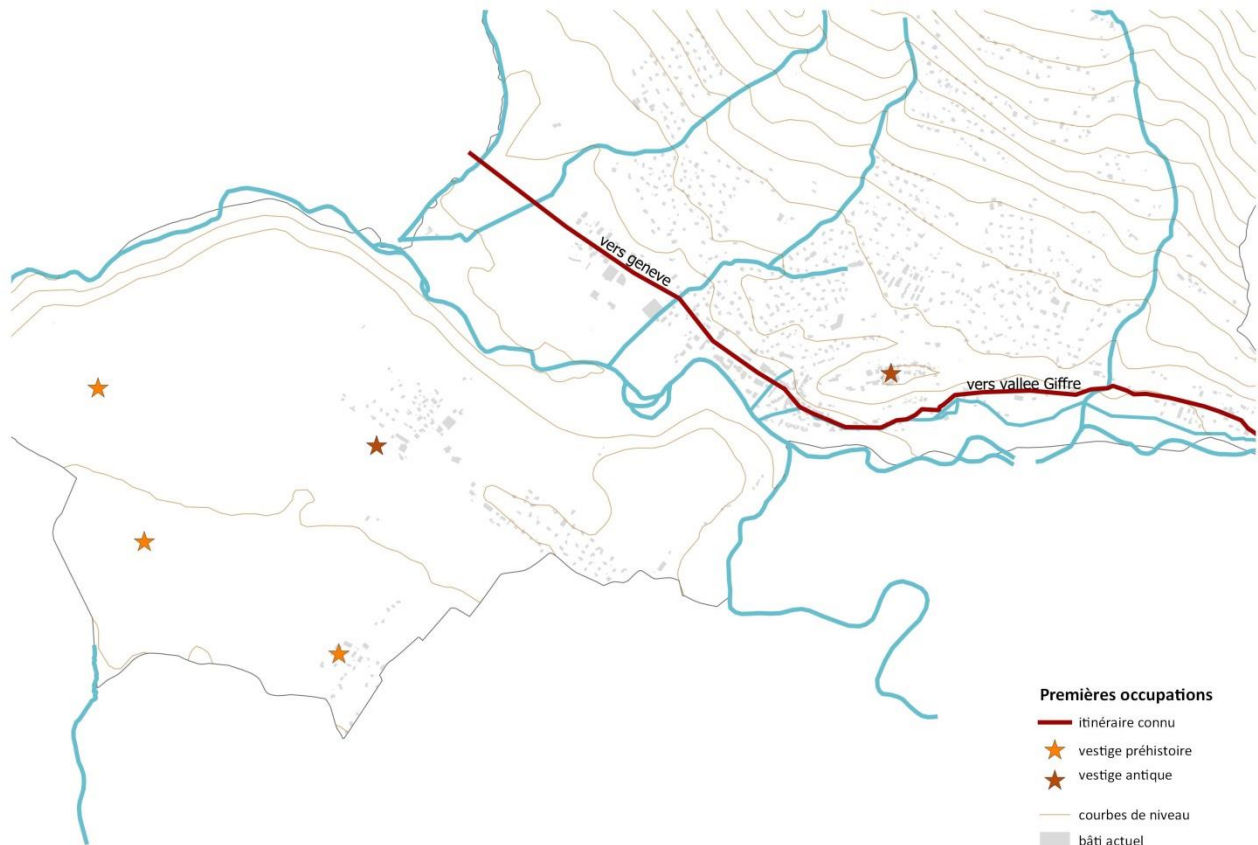 vers geneve
vers vallee Giffre
Premières occupations
itinéraire connu
vestige préhistoire
vestige antique
courbes de niveau
bâti actuel